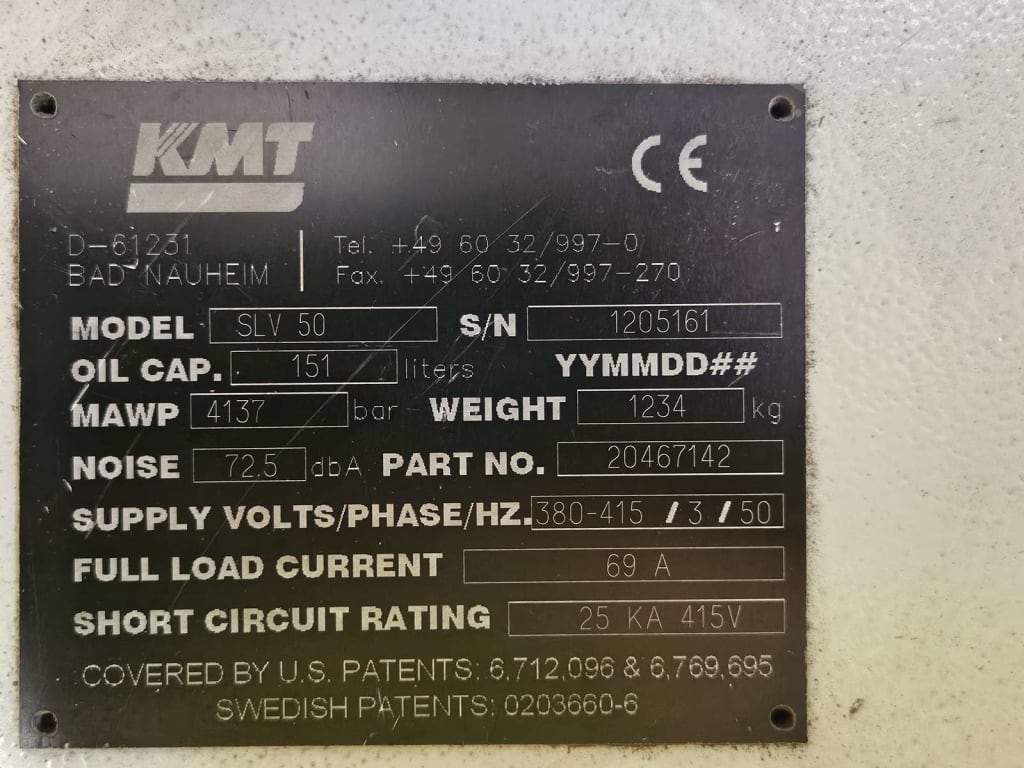 KMT CE
D-61231 Tel. +49 60 32/997-0
BAD NAUHEIM Fax. +49 60 32/997-270
MODEL SLV 50 S/N 1205161
OIL CAP. 151 liters YYMMDD##
MAWP 4137 bar WEIGHT 1234 kg
NOISE 72.5 dbA PART NO. 20467142
SUPPLY VOLTS/PHASE/HZ. 380-415 / 3 / 50
FULL LOAD CURRENT 69 A
SHORT CIRCUIT RATING 25 KA 415V
COVERED BY U.S. PATENTS: 6,712,096 & 6,769,695
SWEDISH PATENTS: 0203660-6